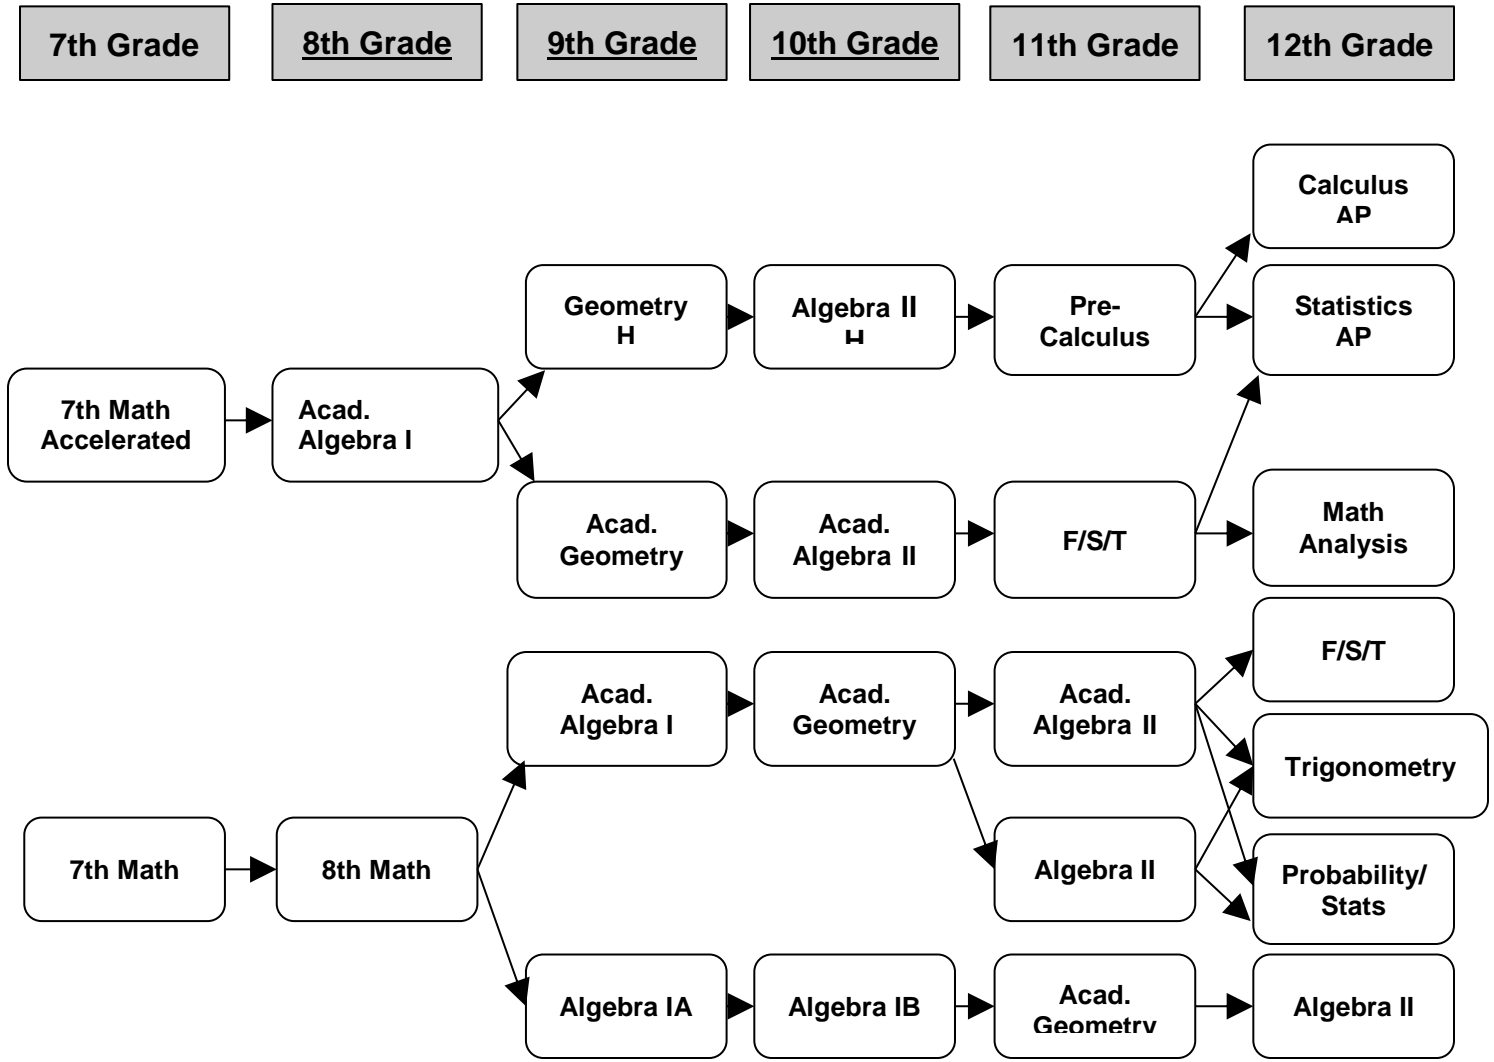 7th Grade
8th Grade
9th Grade
10th Grade
11th Grade
12th Grade
Calculus
AP
Geometry
H
Algebra II
H
Pre-
Calculus
Statistics
AP
7th Math
Accelerated
Acad.
Algebra I
Acad.
Geometry
Acad.
Algebra II
F/S/T
Math
Analysis
F/S/T
Acad.
Algebra I
Acad.
Geometry
Acad.
Algebra II
Trigonometry
7th Math
8th Math
Algebra II
Probability/
Stats
Algebra IA
Algebra IB
Acad.
Geometry
Algebra II